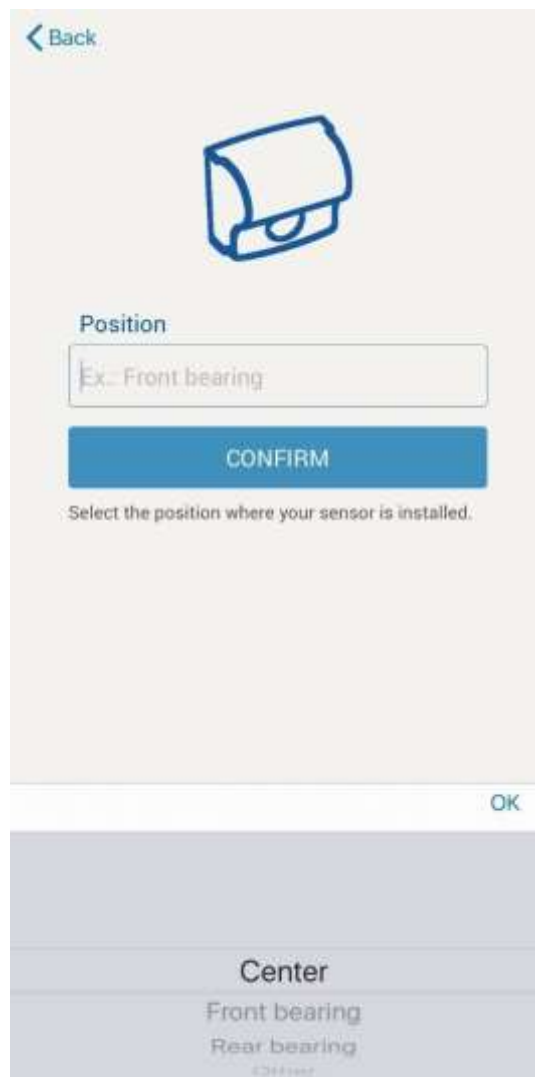 Back
Position
Ex.: Front bearing
CONFIRM
Select the position where your sensor is installed.
OK
Center
Front bearing
Rear bearing
Other